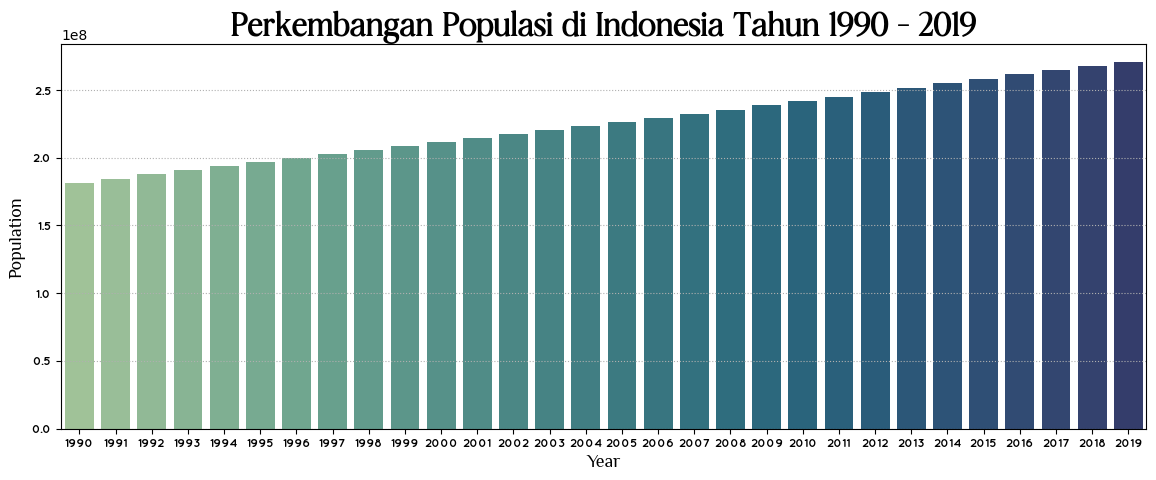 Perkembangan Populasi di Indonesia Tahun 1990 - 2019
1e8
2.5
2.0
1.5
1.0
0.5
0.0
Population
1990 1991 1992 1993 1994 1995 1996 1997 1998 1999 2000 2001 2002 2003 2004 2005 2006 2007 2008 2009 2010 2011 2012 2013 2014 2015 2016 2017 2018 2019
Year